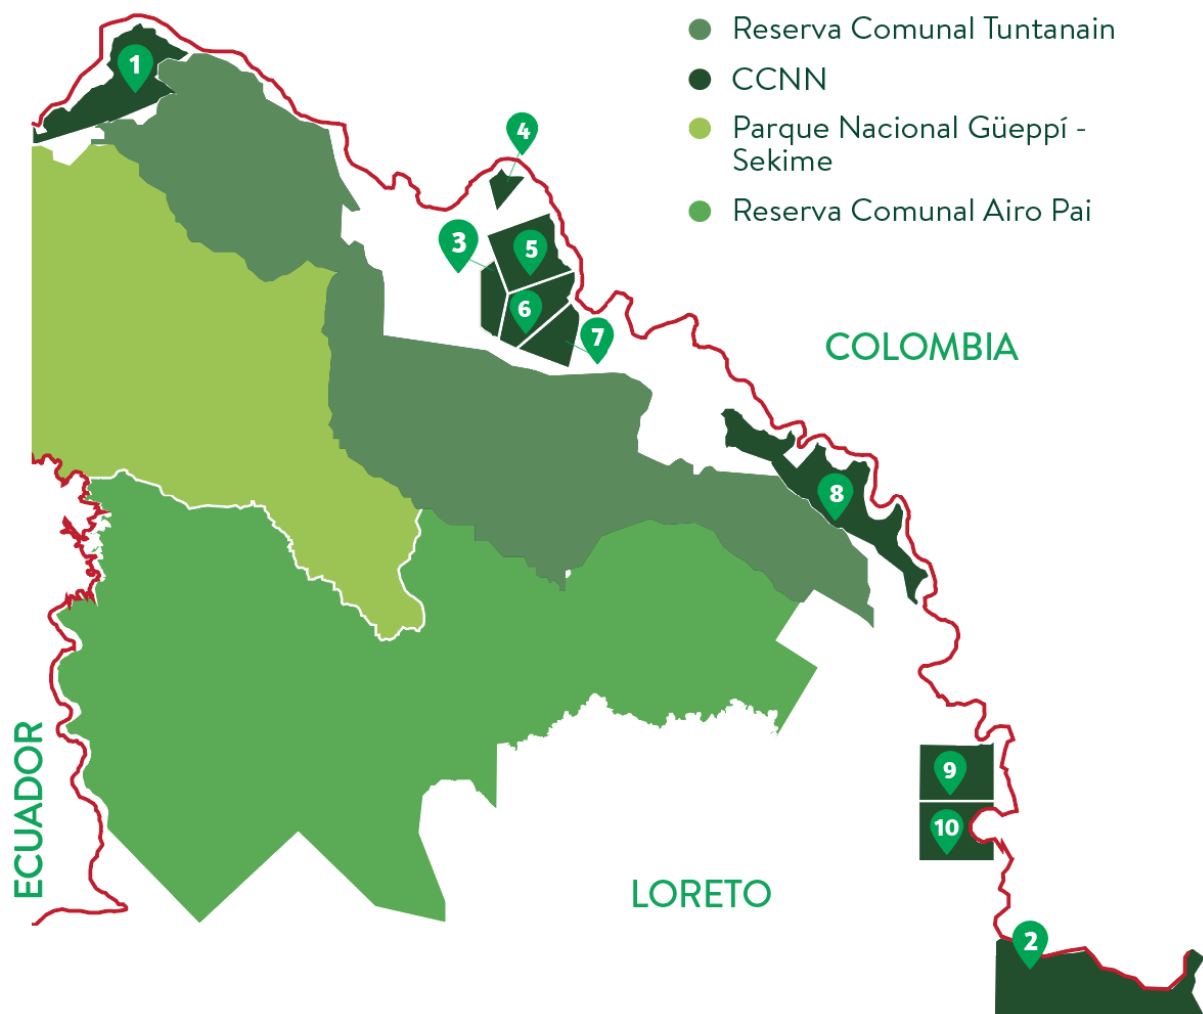 Reserva Comunal Tuntanain
CCNN
Parque Nacional Güeppí -
Sekime
Reserva Comunal Airo Pai
1
4
3
5
6
7
COLOMBIA
8
9
10
ECUADOR
LORETO
2